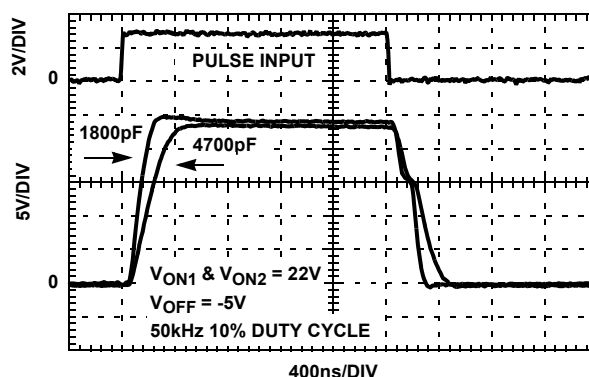 2V/DIV
0
PULSE INPUT
1800pF
4700pF
5V/DIV
0
VON1 & VON2 = 22V
VOFF = -5V
50kHz 10% DUTY CYCLE
400ns/DIV